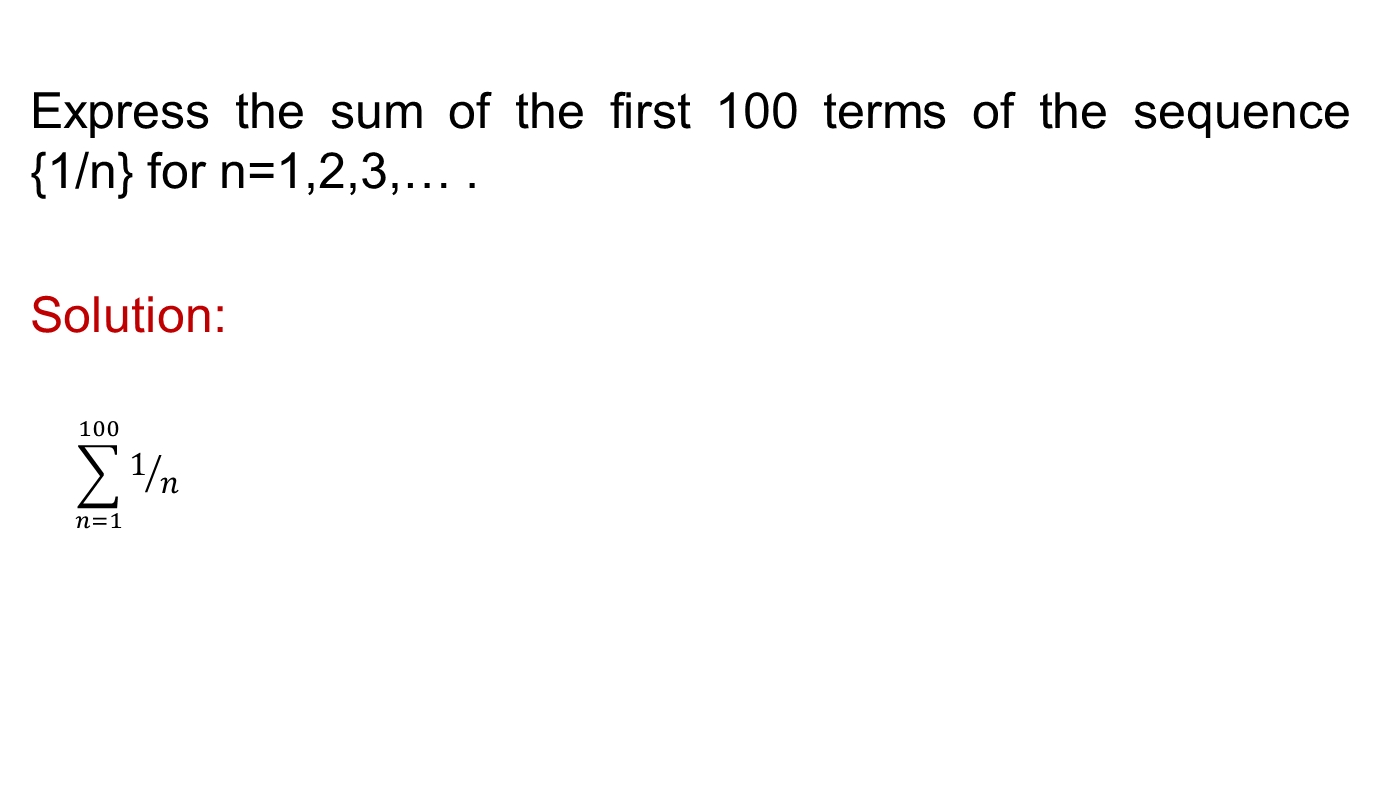 Express the sum of the first 100 terms of the sequence
{1/n} for n=1,2,3,… .
Solution:
100
∑ 1/n
n=1